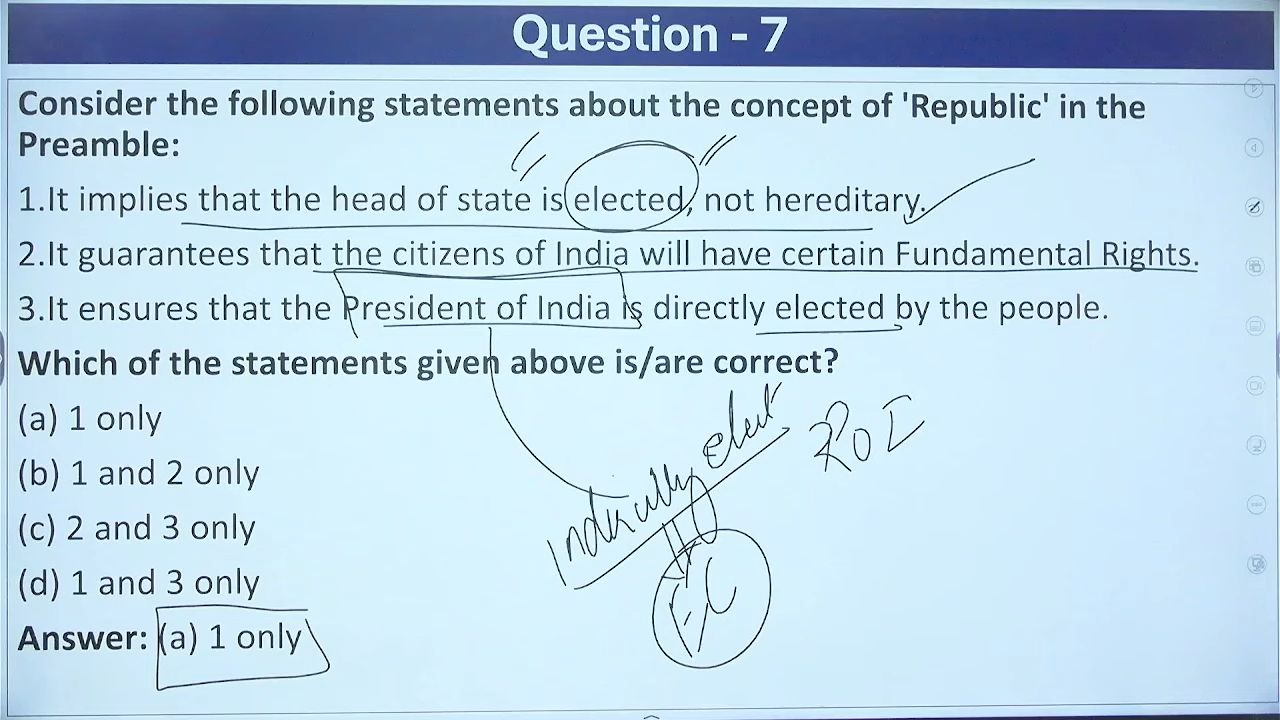 Question - 7
Consider the following statements about the concept of 'Republic' in the
Preamble:
1.It implies that the head of state is elected, not hereditary.
2.It guarantees that the citizens of India will have certain Fundamental Rights.
3.It ensures that the President of India is directly elected by the people.
Which of the statements given above is/are correct?
(a) 1 only
(b) 1 and 2 only
(c) 2 and 3 only
(d) 1 and 3 only
Answer: (a) 1 only
elect
EC